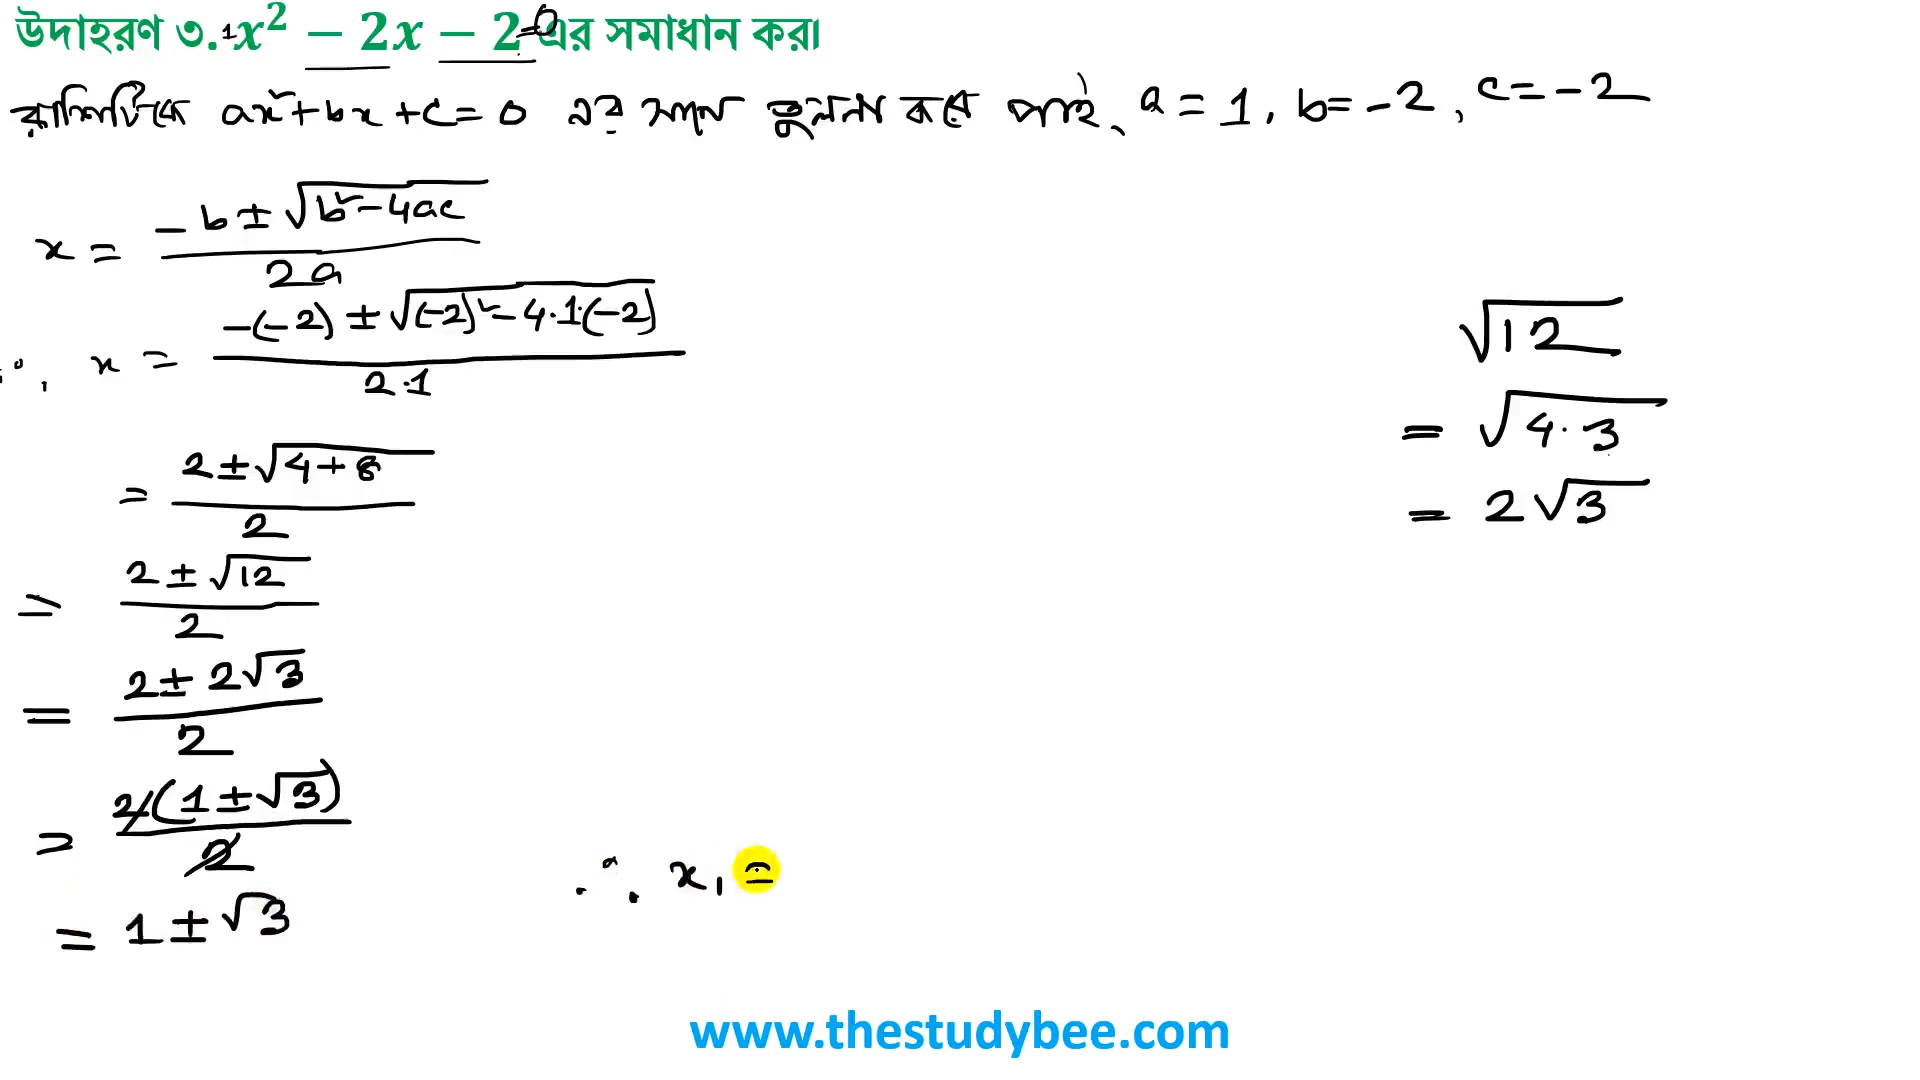 উদাহরণ ৩. 1x² − 2x − 2 =0 এর সমাধান কর।
রাশিটিকে ax²+bx+c=0 এর সাথে তুলনা করে পাই, a=1, b=-2, c=-2
x = (-b±√(b²-4ac))/2a
∴ x = (-(-2)±√((-2)²-4·1·(-2)))/2·1
= (2±√(4+8))/2
= (2±√12)/2
= (2±2√3)/2
= 2(1±√3)/2
= 1±√3
√12
= √(4·3)
= 2√3
∴ x₁ =
www.thestudybee.com